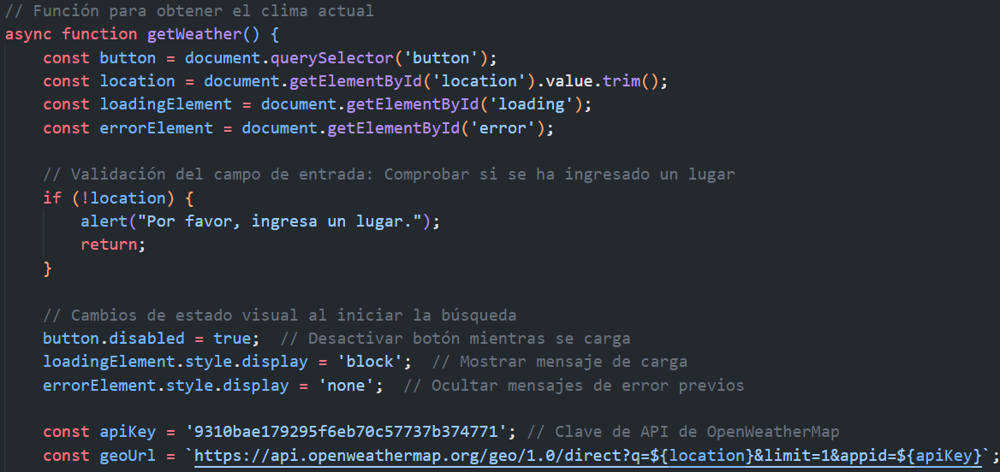 // Función para obtener el clima actual
async function getWeather() {
    const button = document.querySelector('button');
    const location = document.getElementById('location').value.trim();
    const loadingElement = document.getElementById('loading');
    const errorElement = document.getElementById('error');

    // Validación del campo de entrada: Comprobar si se ha ingresado un lugar
    if (!location) {
        alert("Por favor, ingresa un lugar.");
        return;
    }

    // Cambios de estado visual al iniciar la búsqueda
    button.disabled = true;  // Desactivar botón mientras se carga
    loadingElement.style.display = 'block';  // Mostrar mensaje de carga
    errorElement.style.display = 'none';  // Ocultar mensajes de error previos

    const apiKey = '9310bae179295f6eb70c57737b374771'; // Clave de API de OpenWeatherMap
    const geoUrl = `https://api.openweathermap.org/geo/1.0/direct?q=${location}&limit=1&appid=${apiKey}`;